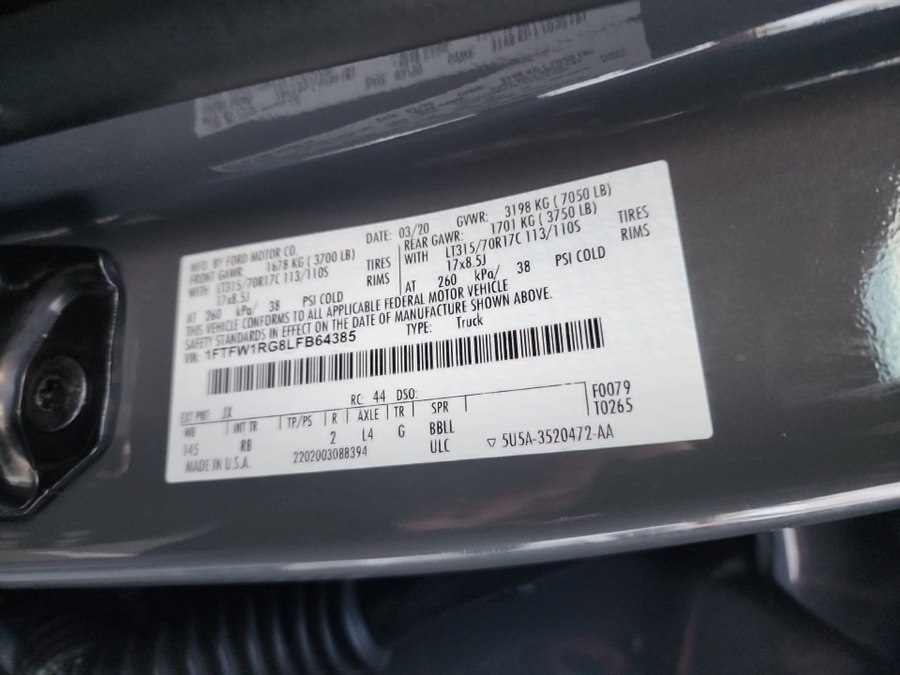 MFD. BY FORD MOTOR CO.
DATE: 03/20 GVWR: 3198 KG ( 7050 LB)
FRONT GAWR: 1678 KG ( 3700 LB) REAR GAWR: 1701 KG ( 3750 LB)
WITH LT315/70R17C 113/110S TIRES WITH LT315/70R17C 113/110S TIRES
17x8.5J RIMS 17x8.5J RIMS
AT 260 kPa/ 38 PSI COLD AT 260 kPa/ 38 PSI COLD
THIS VEHICLE CONFORMS TO ALL APPLICABLE FEDERAL MOTOR VEHICLE
SAFETY STANDARDS IN EFFECT ON THE DATE OF MANUFACTURE SHOWN ABOVE.
VIN: 1FTFW1RG8LFB64385 TYPE: Truck
EXT PNT: JX RC: 44 DSO: F0079
WB INT TR TP/PS R AXLE TR SPR T0265
145 RB 2 L4 G BBLL
MADE IN U.S.A. 2202003088394 ULC ▽ 5U5A-3520472-AA